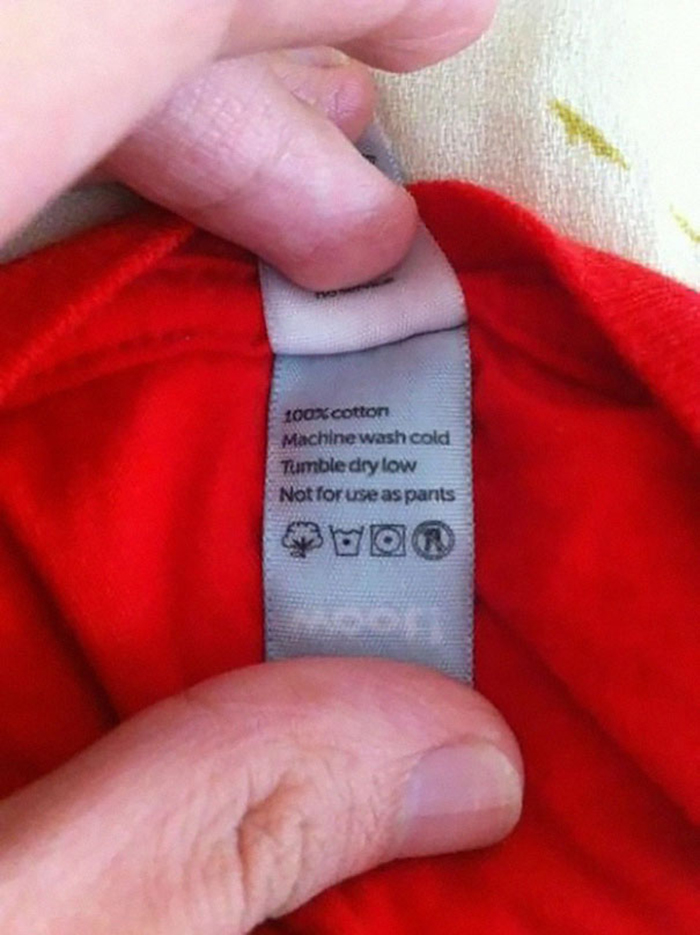 100% cotton
Machine wash cold
Tumble dry low
Not for use as pants